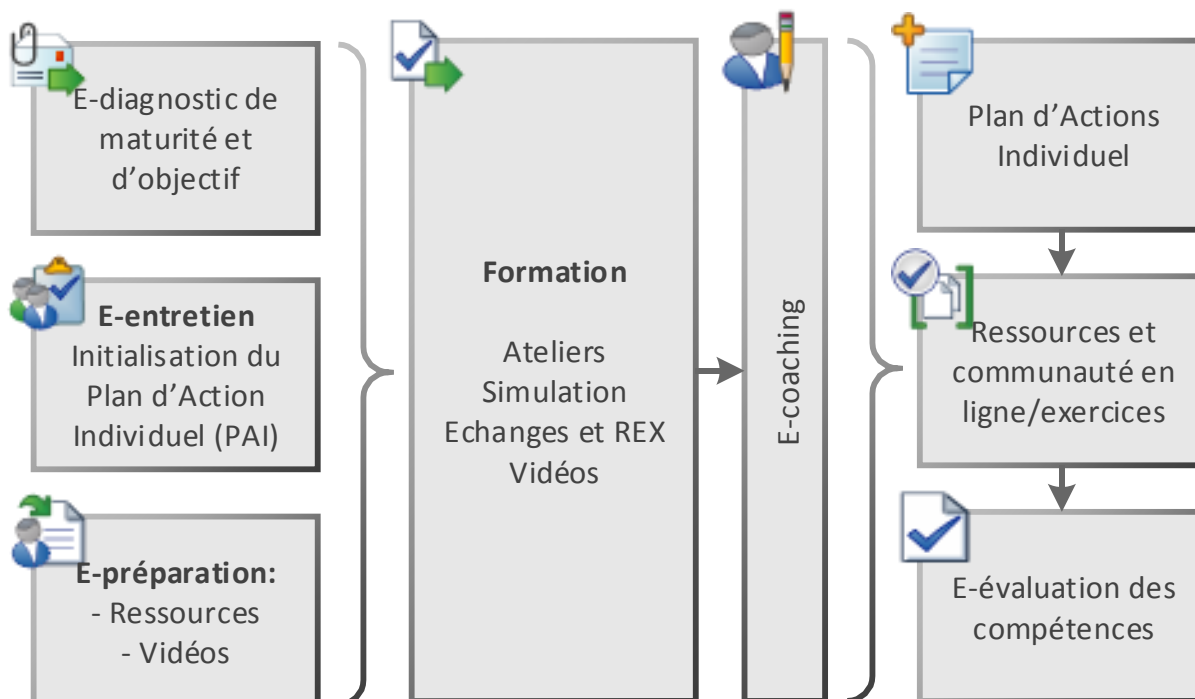 E-diagnostic de
maturité et
d’objectif
E-entretien
Initialisation du
Plan d’Action
Individuel (PAI)
E-préparation:
- Ressources
- Vidéos
Formation
Ateliers
Simulation
Echanges et REX
Vidéos
E-coaching
Plan d’Actions
Individuel
Ressources et
communauté en
ligne/exercices
E-évaluation des
compétences